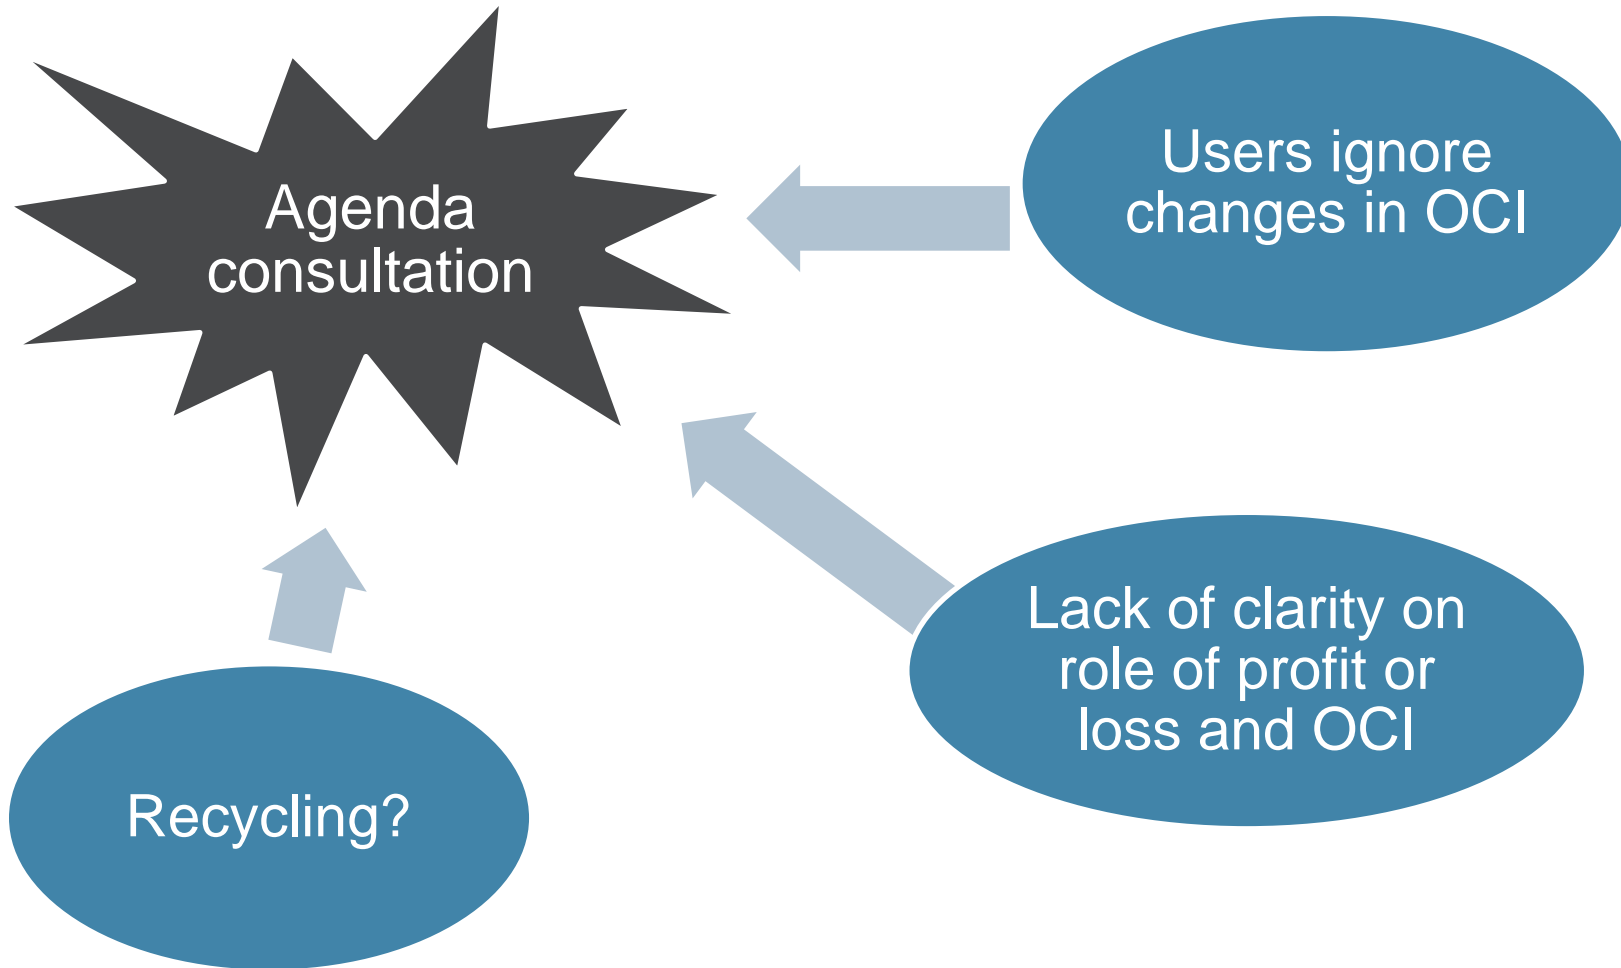 Agenda
consultation
Users ignore
changes in OCI
Lack of clarity on
role of profit or
loss and OCI
Recycling?